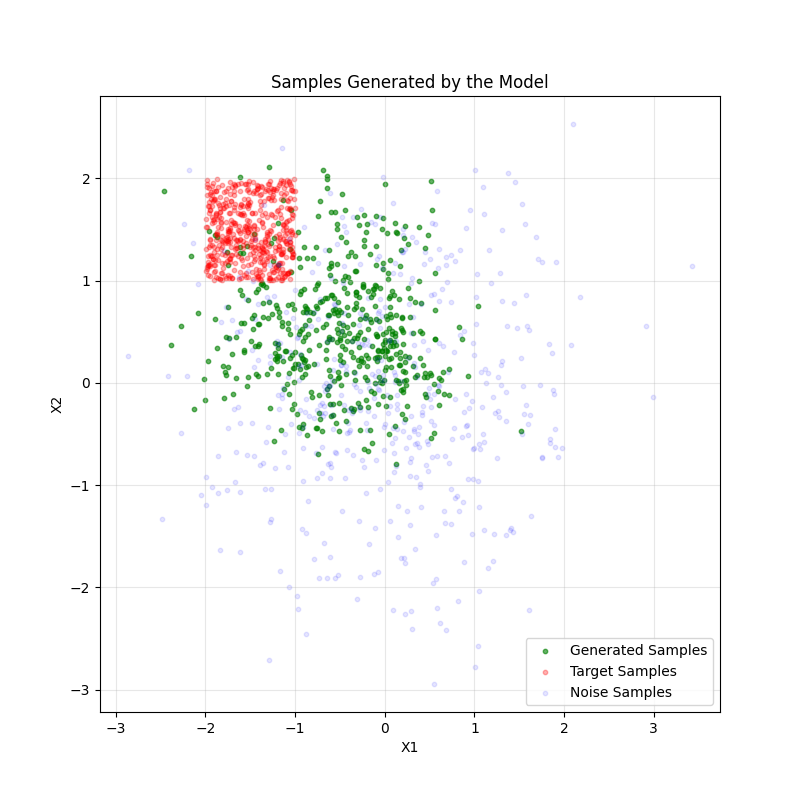 Samples Generated by the Model
X2
2
1
0
−1
−2
−3
−3
−2
−1
0
1
2
3
X1
Generated Samples
Target Samples
Noise Samples